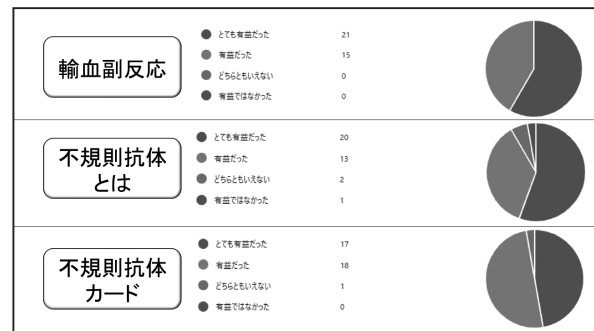 輸血副反応
とても有益だった 21
有益だった 15
どちらともいえない 0
有益ではなかった 0
不規則抗体
とは
とても有益だった 20
有益だった 13
どちらともいえない 2
有益ではなかった 1
不規則抗体
カード
とても有益だった 17
有益だった 18
どちらともいえない 1
有益ではなかった 0